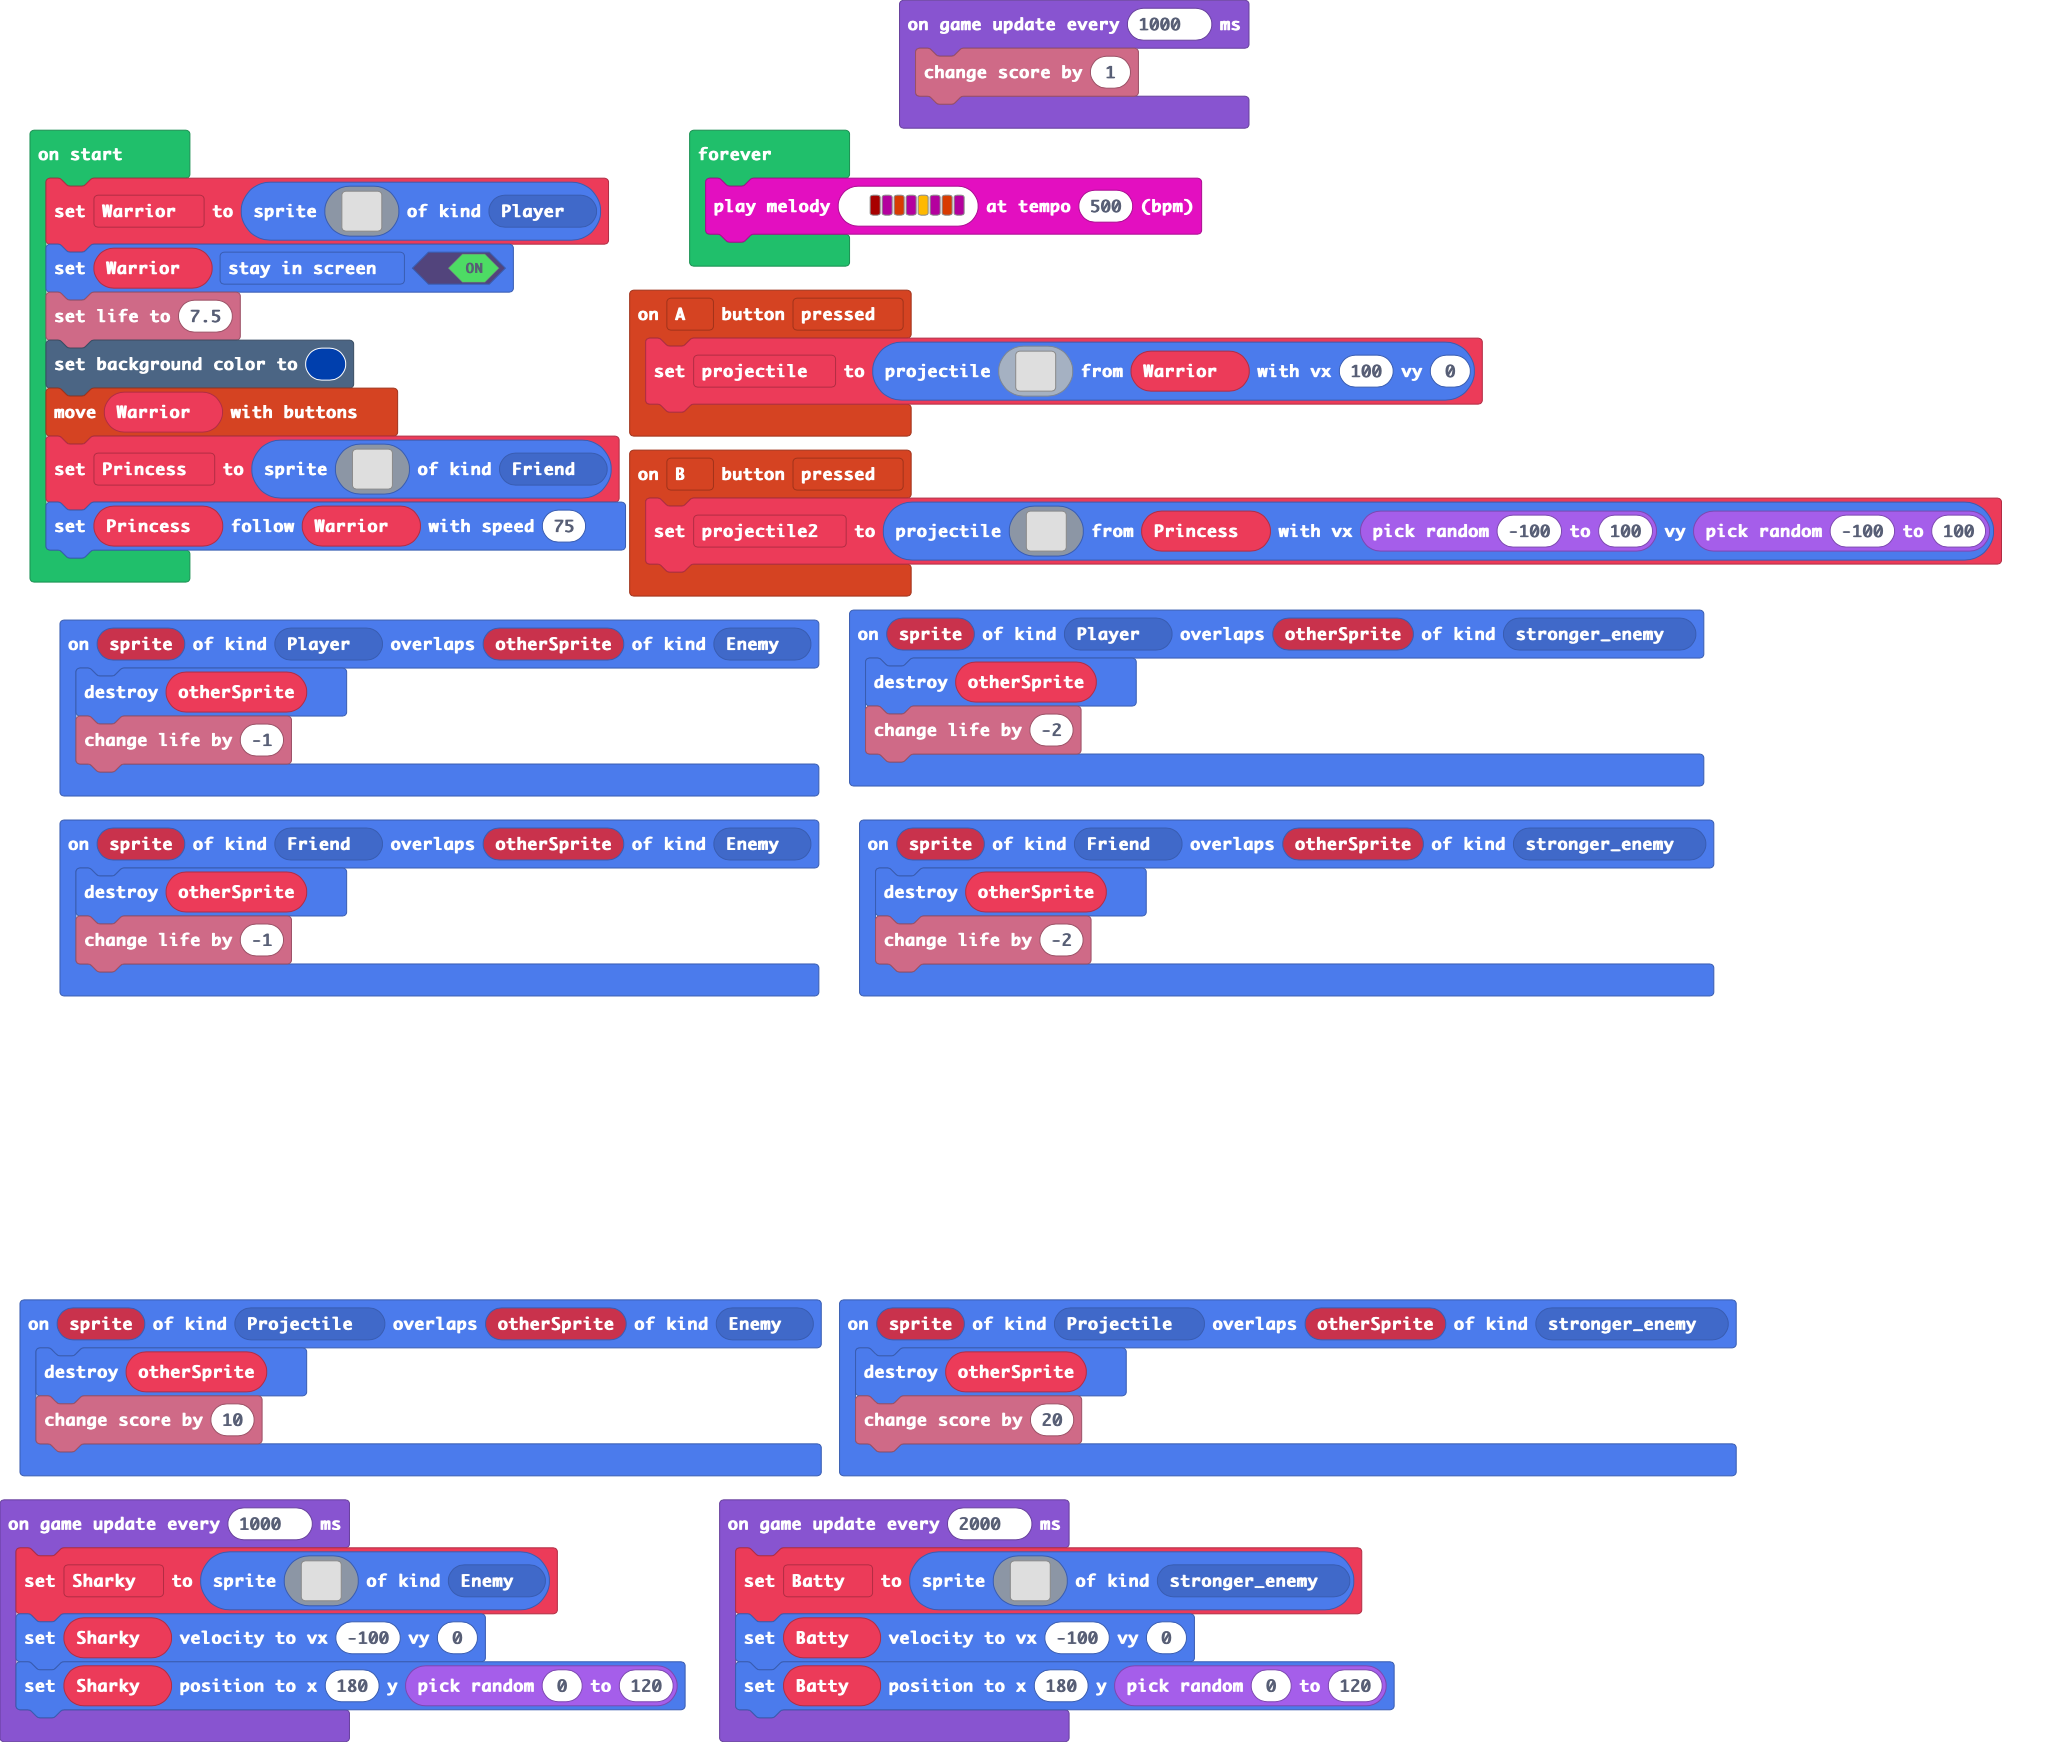 on game update every 1000 ms
change score by 1
on start
set Warrior to sprite of kind Player
set Warrior stay in screen ON
set life to 7.5
set background color to
move Warrior with buttons
set Princess to sprite of kind Friend
set Princess follow Warrior with speed 75
forever
play melody at tempo 500 (bpm)
on A button pressed
set projectile to projectile from Warrior with vx 100 vy 0
on B button pressed
set projectile2 to projectile from Princess with vx pick random -100 to 100 vy pick random -100 to 100
on sprite of kind Player overlaps otherSprite of kind Enemy
destroy otherSprite
change life by -1
on sprite of kind Player overlaps otherSprite of kind stronger_enemy
destroy otherSprite
change life by -2
on sprite of kind Friend overlaps otherSprite of kind Enemy
destroy otherSprite
change life by -1
on sprite of kind Friend overlaps otherSprite of kind stronger_enemy
destroy otherSprite
change life by -2
on sprite of kind Projectile overlaps otherSprite of kind Enemy
destroy otherSprite
change score by 10
on sprite of kind Projectile overlaps otherSprite of kind stronger_enemy
destroy otherSprite
change score by 20
on game update every 1000 ms
set Sharky to sprite of kind Enemy
set Sharky velocity to vx -100 vy 0
set Sharky position to x 180 y pick random 0 to 120
on game update every 2000 ms
set Batty to sprite of kind stronger_enemy
set Batty velocity to vx -100 vy 0
set Batty position to x 180 y pick random 0 to 120